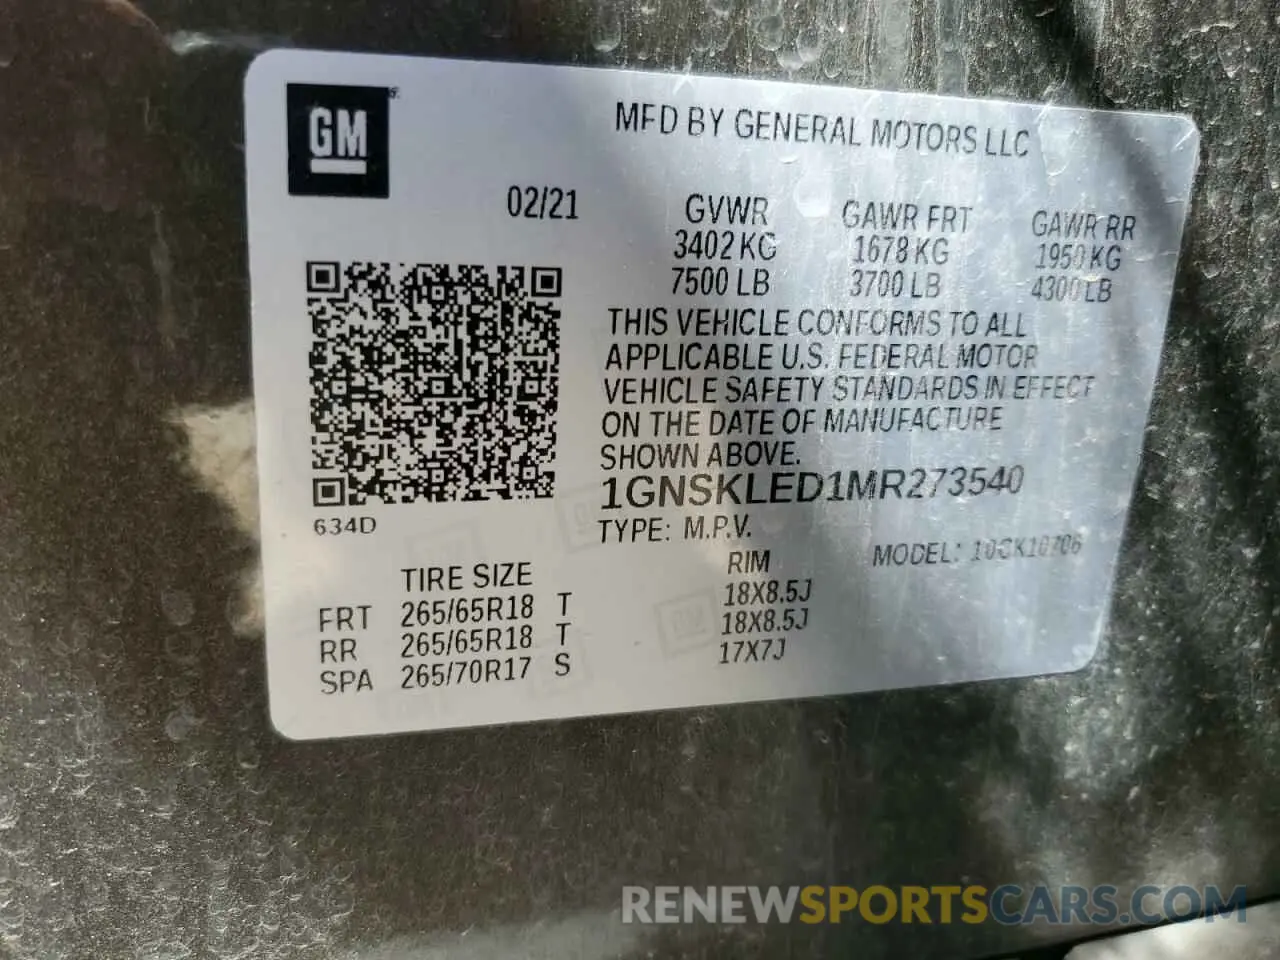 GM
MFD BY GENERAL MOTORS LLC
02/21
GVWR GAWR FRT GAWR RR
3402 KG 1678 KG 1950 KG
7500 LB 3700 LB 4300 LB
THIS VEHICLE CONFORMS TO ALL
APPLICABLE U.S. FEDERAL MOTOR
VEHICLE SAFETY STANDARDS IN EFFECT
ON THE DATE OF MANUFACTURE
SHOWN ABOVE.
1GNSKLED1MR273540
634D
TYPE: M.P.V. MODEL: 10CK10706
TIRE SIZE RIM
FRT 265/65R18 T 18X8.5J
RR 265/65R18 T 18X8.5J
SPA 265/70R17 S 17X7J
RENEWSPORTSCARS.COM